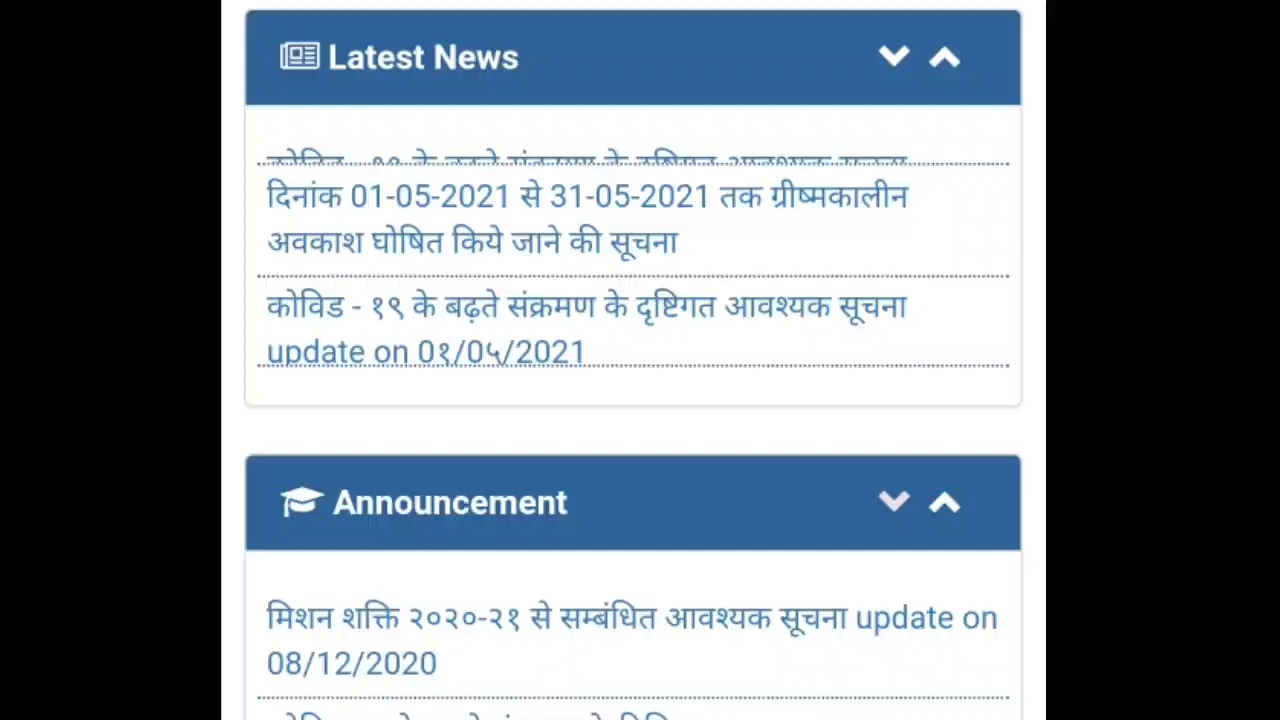 Latest News
दिनांक 01-05-2021 से 31-05-2021 तक ग्रीष्मकालीन
अवकाश घोषित किये जाने की सूचना
कोविड - १९ के बढ़ते संक्रमण के दृष्टिगत आवश्यक सूचना
update on 0१/0५/2021
Announcement
मिशन शक्ति २०२०-२१ से सम्बंधित आवश्यक सूचना update on
08/12/2020